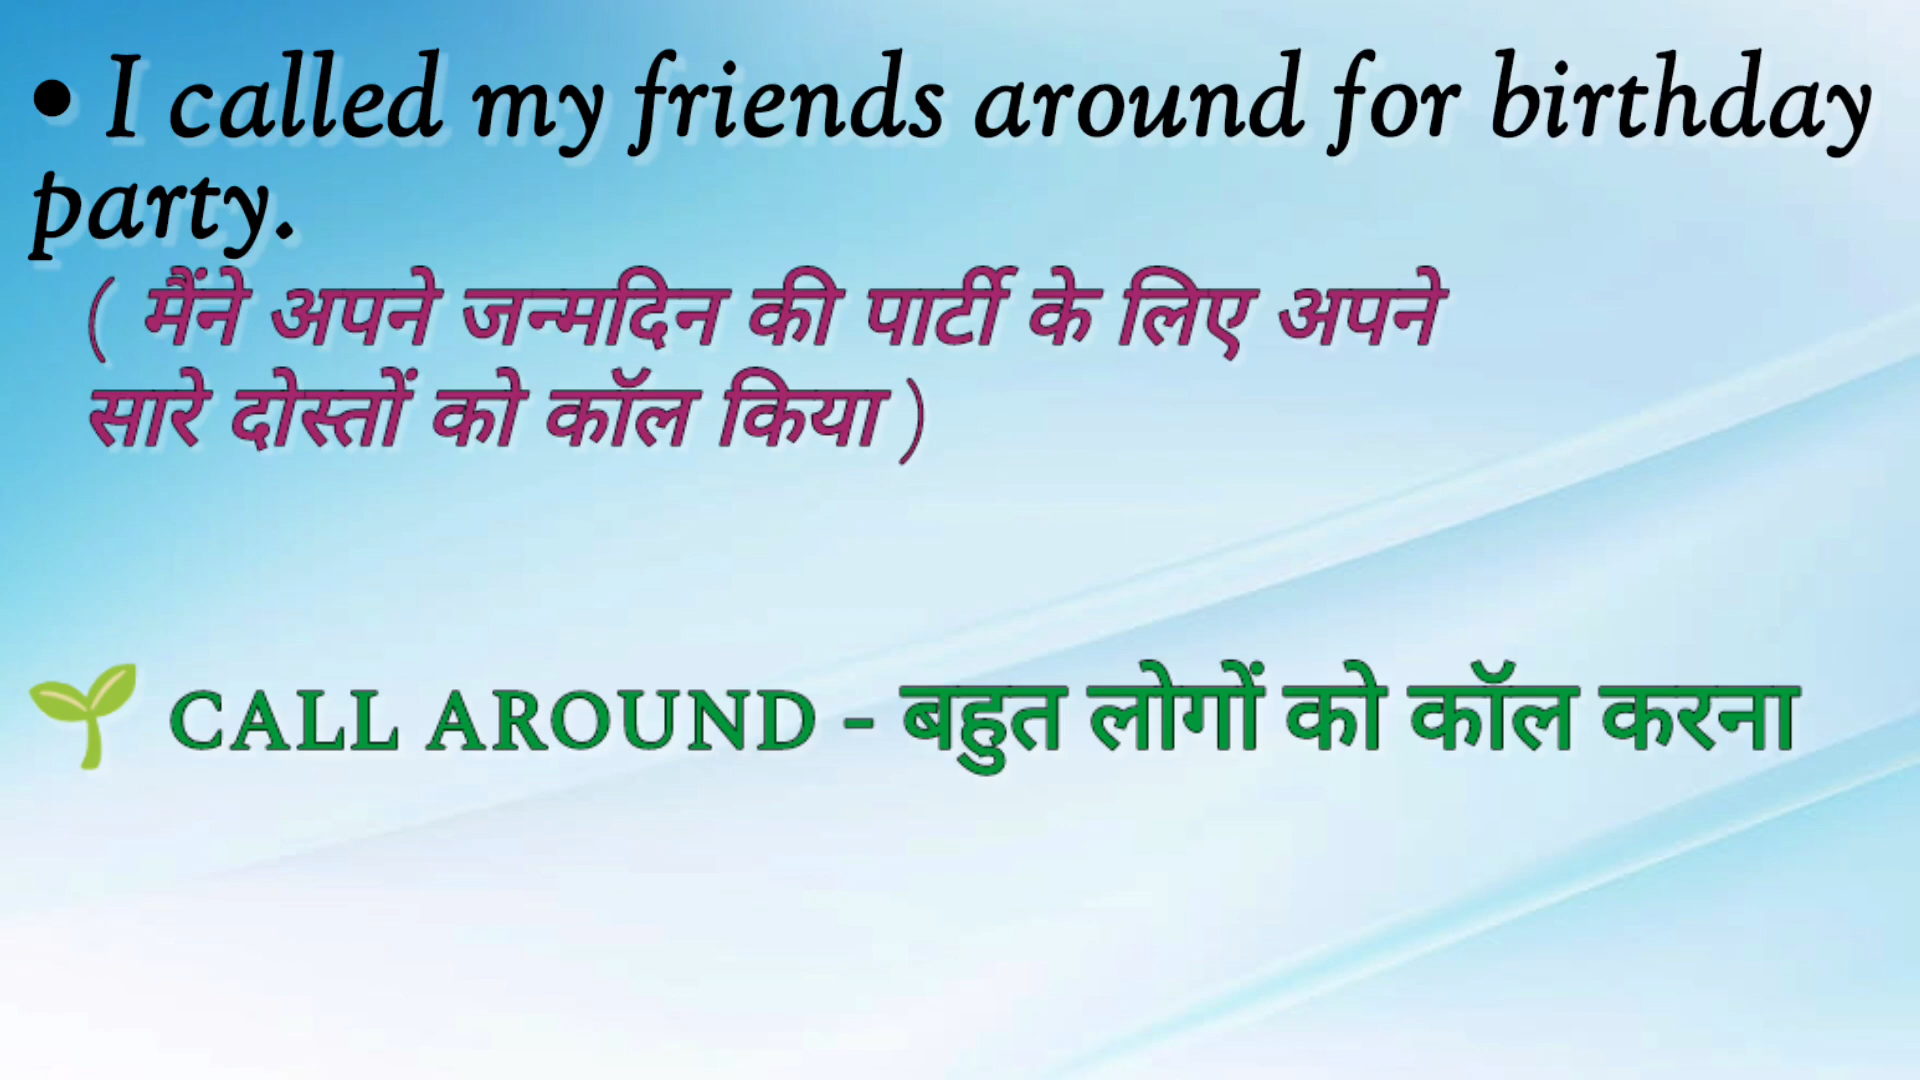 • I called my friends around for birthday
party.
( मैंने अपने जन्मदिन की पार्टी के लिए अपने
सारे दोस्तों को कॉल किया )
🌱 CALL AROUND - बहुत लोगों को कॉल करना